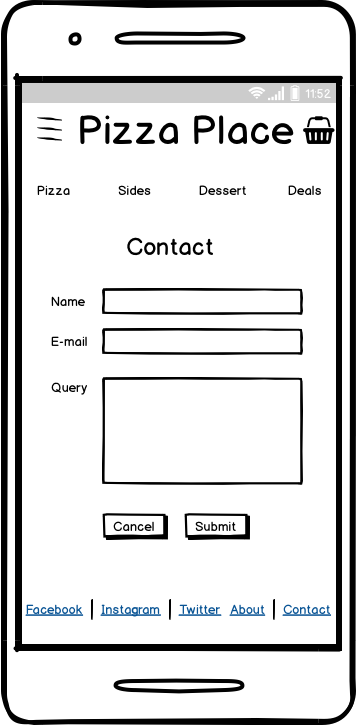 11:52
Pizza Place
Pizza Sides Dessert Deals
Contact
Name
E-mail
Query
Cancel Submit
Facebook | Instagram | Twitter About | Contact